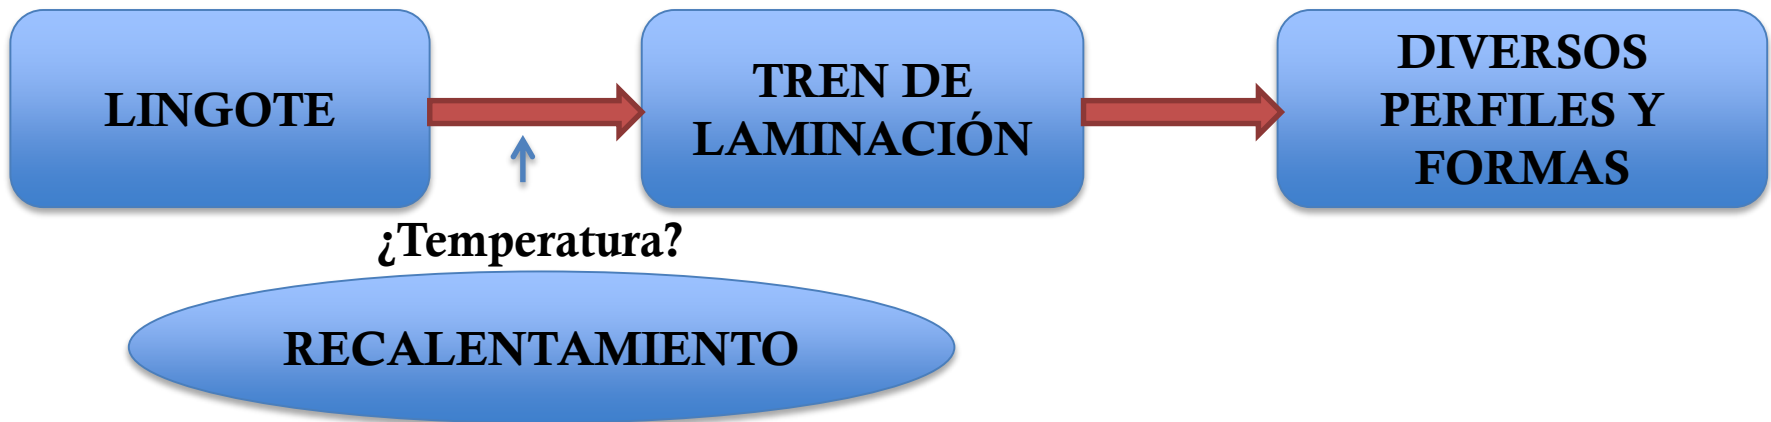 LINGOTE
TREN DE
LAMINACIÓN
DIVERSOS
PERFILES Y
FORMAS
¿Temperatura?
RECALENTAMIENTO